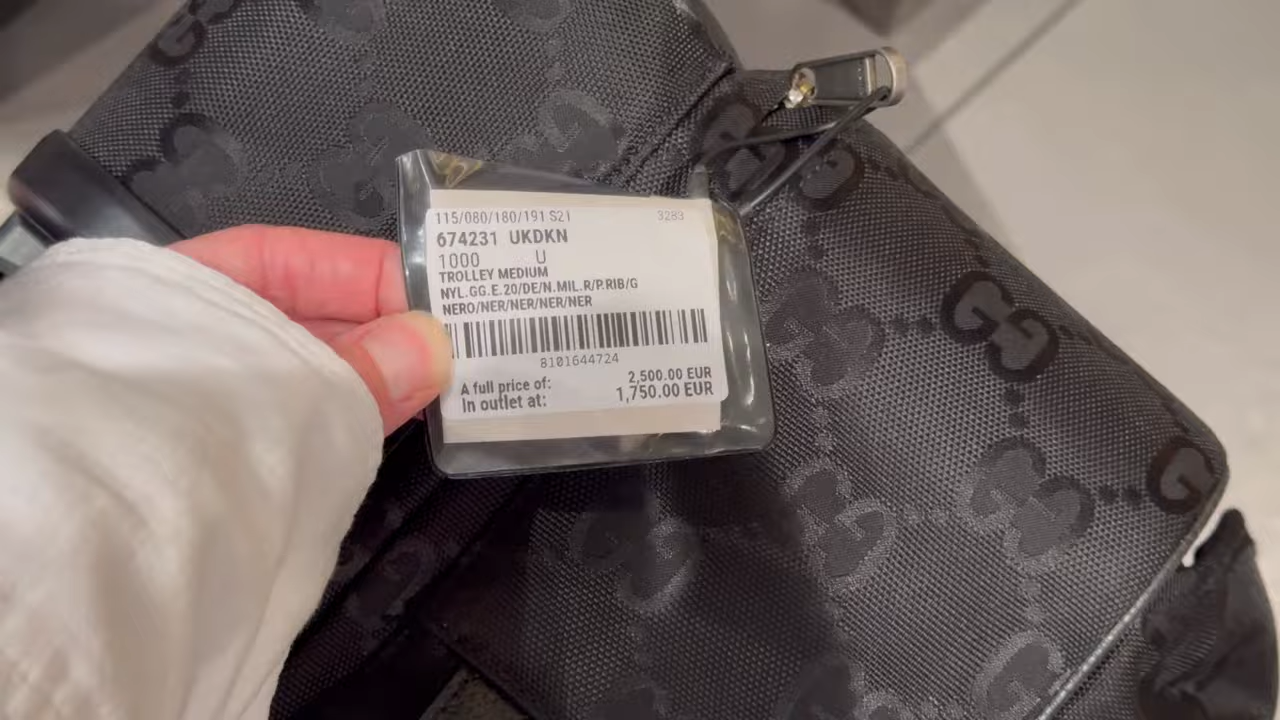 115/080/180/191 S21 3283
674231 UKDKN
1000 U
TROLLEY MEDIUM
NYL.GG.E.20/DE/N.MIL.R/P.RIB/G
NERO/NER/NER/NER/NER
8101644724
A full price of: 2,500.00 EUR
In outlet at: 1,750.00 EUR